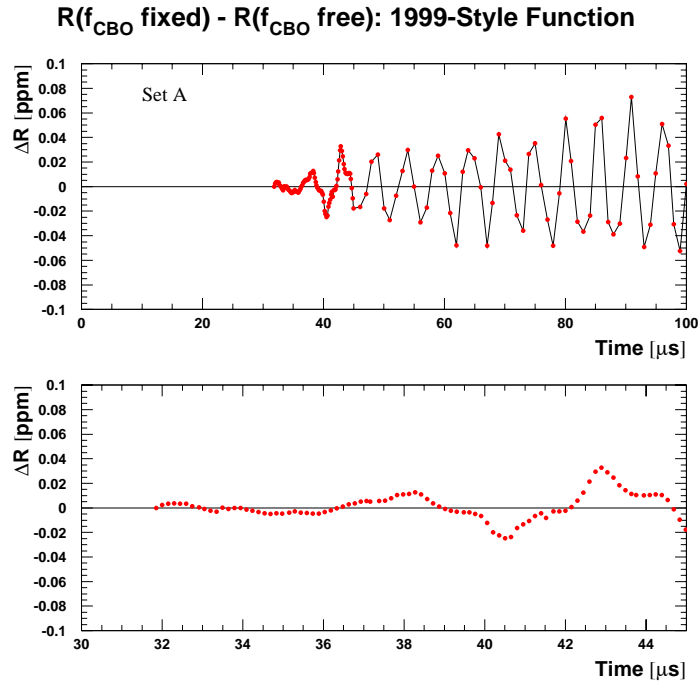 R(f_CBO fixed) - R(f_CBO free): 1999-Style Function
ΔR [ppm]
0.1
0.08
0.06
0.04
0.02
0
-0.02
-0.04
-0.06
-0.08
-0.1
Set A
0 20 40 60 80 100
Time [μs]
ΔR [ppm]
0.1
0.08
0.06
0.04
0.02
0
-0.02
-0.04
-0.06
-0.08
-0.1
30 32 34 36 38 40 42 44
Time [μs]